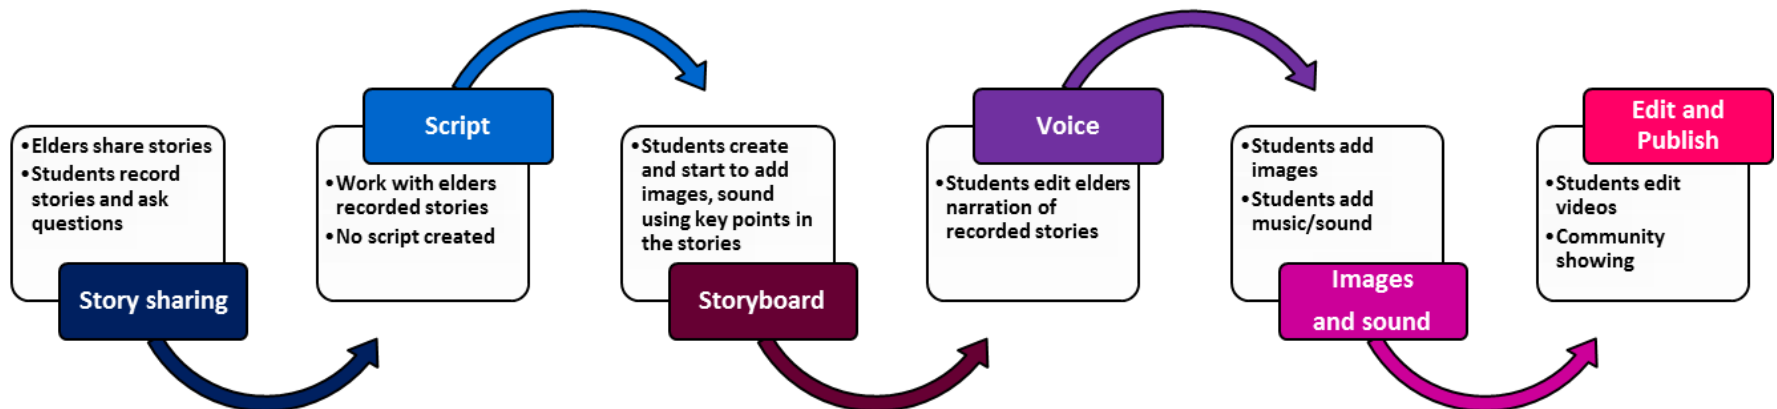 •Elders share stories
•Students record
stories and ask
questions
Story sharing
Script
•Work with elders
recorded stories
•No script created
•Students create
and start to add
images, sound
using key points in
the stories
Storyboard
Voice
•Students edit elders
narration of
recorded stories
•Students add
images
•Students add
music/sound
Images
and sound
Edit and
Publish
•Students edit
videos
•Community
showing